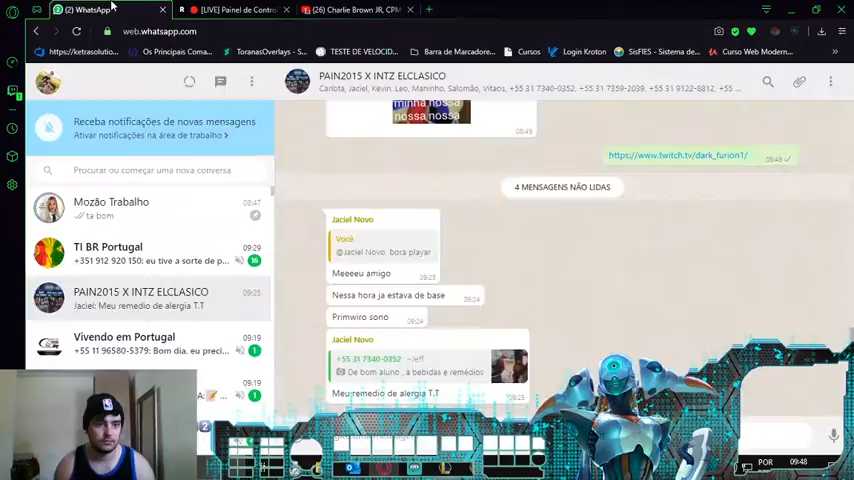 (2) WhatsApp
[LIVE] Painel de Contro
(26) Charlie Brown JR, CPM
web.whatsapp.com
https://ketrasolutio...
Os Principais Coma...
ToranasOverlays - S...
TESTE DE VELOCID...
Barra de Marcadores...
Cursos
Login Kroton
SisFIES - Sistema de...
Curso Web Modern...
PAIN2015 X INTZ ELCLASICO
Carlota, Jaciel, Kevin, Leo, Maninho, Salomão, Vitaos, +55 31 7340-0352, +55 31 7359-2039, +55 31 9122-8812, +55 31 9...
Receba notificações de novas mensagens
Ativar notificações na área de trabalho >
Procurar ou começar uma nova conversa
Mozão Trabalho
08:47
ta bom
TI BR Portugal
09:29
+351 912 920 150: eu tive a sorte de p...
16
PAIN2015 X INTZ ELCLASICO
09:25
Jaciel: Meu remedio de alergia T.T
Vivendo em Portugal
09:19
+55 11 96580-5379: Bom dia, eu preci...
1
09:19
1
2
minha nossa
nossa nossa
08:49
https://www.twitch.tv/dark_furion1/
08:49
4 MENSAGENS NÃO LIDAS
Jaciel Novo
Você
@Jaciel Novo bora playar
Meeeeu amigo
09:25
Nessa hora ja estava de base
09:24
Primwiro sono
09:24
Jaciel Novo
+55 31 7340-0352 ~Jeff
De bom aluno , à bebidas e remédios
Meu remedio de alergia T.T
09:25
POR
09:48